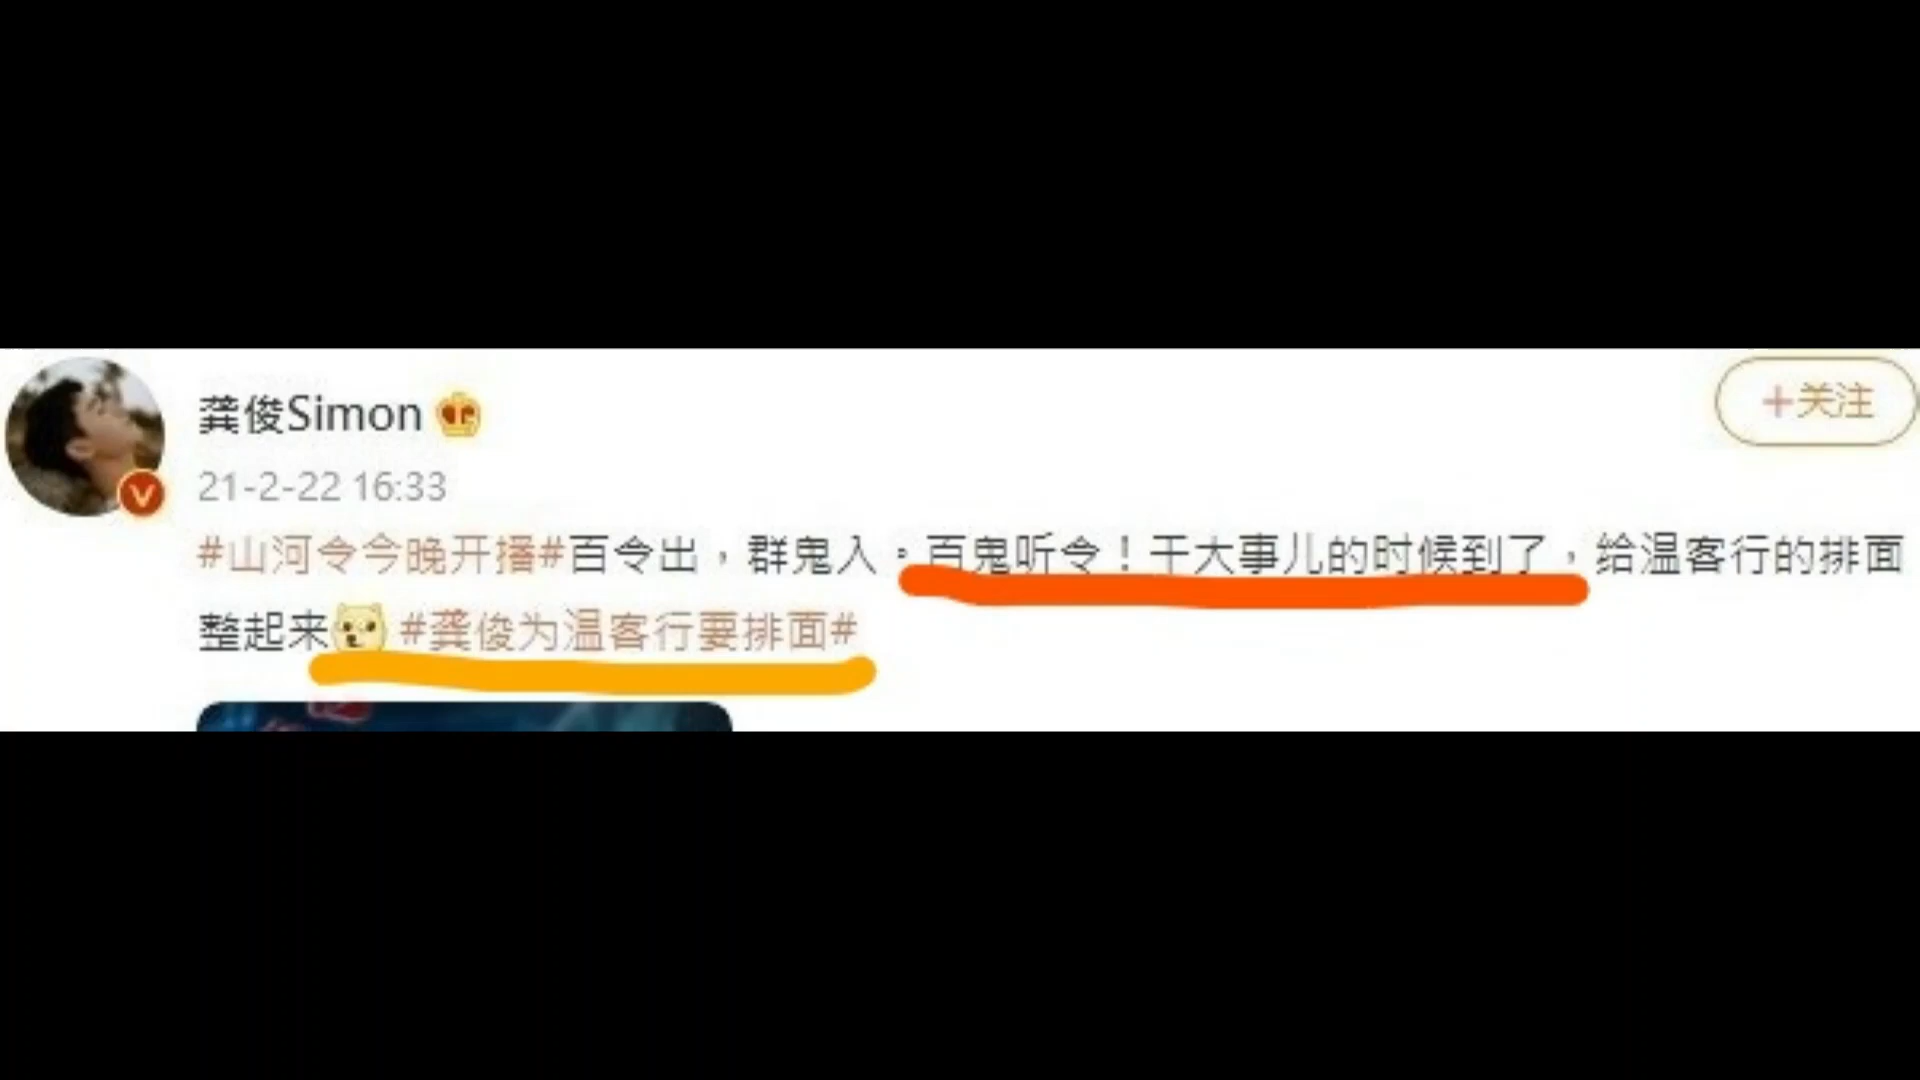 龚俊Simon
+关注
21-2-22 16:33
#山河令今晚开播#百令出，群鬼入。百鬼听令！干大事儿的时候到了，给温客行的排面
整起来 #龚俊为温客行要排面#